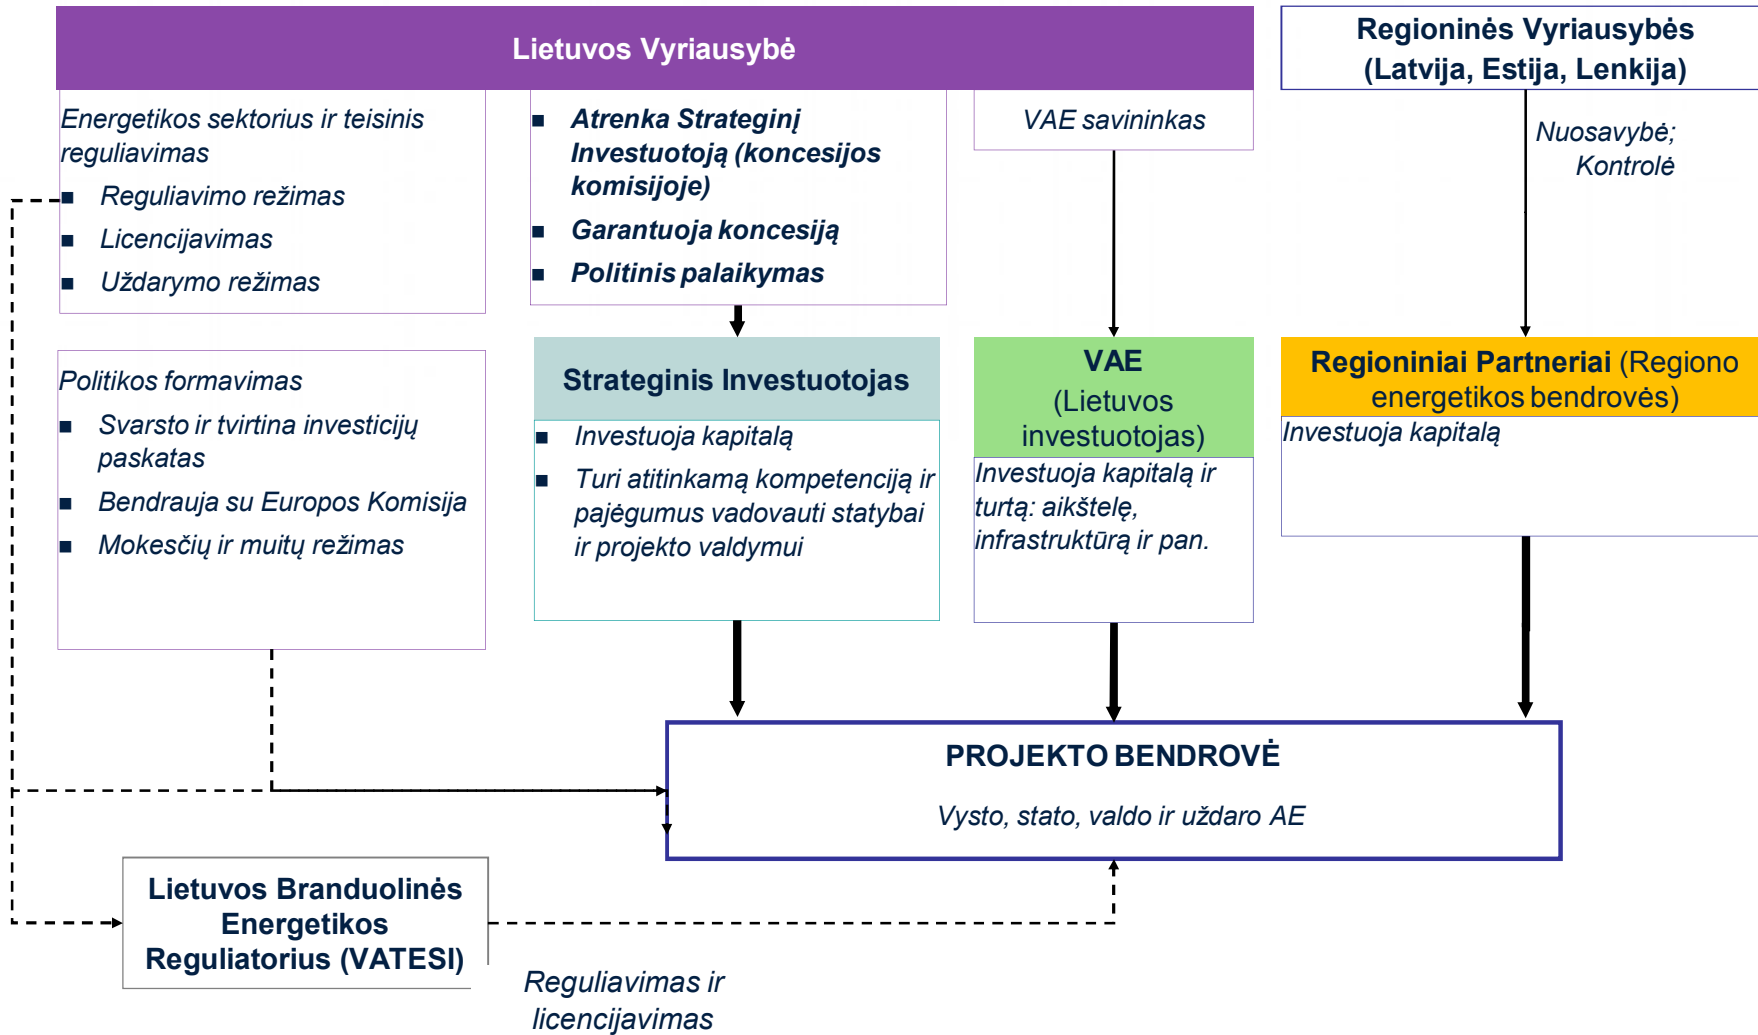 Lietuvos Vyriausybė
Regioninės Vyriausybės
(Latvija, Estija, Lenkija)
Energetikos sektorius ir teisinis
reguliavimas
■ Reguliavimo režimas
■ Licencijavimas
■ Uždarymo režimas
■ Atrenka Strateginį
Investuotoją (koncesijos
komisijoje)
■ Garantuoja koncesiją
■ Politinis palaikymas
VAE savininkas
Nuosavybė;
Kontrolė
Politikos formavimas
■ Svarsto ir tvirtina investicijų
paskatas
■ Bendrauja su Europos Komisija
■ Mokesčių ir muitų režimas
Strateginis Investuotojas
■ Investuoja kapitalą
■ Turi atitinkamą kompetenciją ir
pajėgumus vadovauti statybai
ir projekto valdymui
VAE
(Lietuvos
investuotojas)
Investuoja kapitalą ir
turtą: aikštelę,
infrastruktūrą ir pan.
Regioniniai Partneriai (Regiono
energetikos bendrovės)
Investuoja kapitalą
PROJEKTO BENDROVĖ
Vysto, stato, valdo ir uždaro AE
Lietuvos Branduolinės
Energetikos
Reguliatorius (VATESI)
Reguliavimas ir
licencijavimas